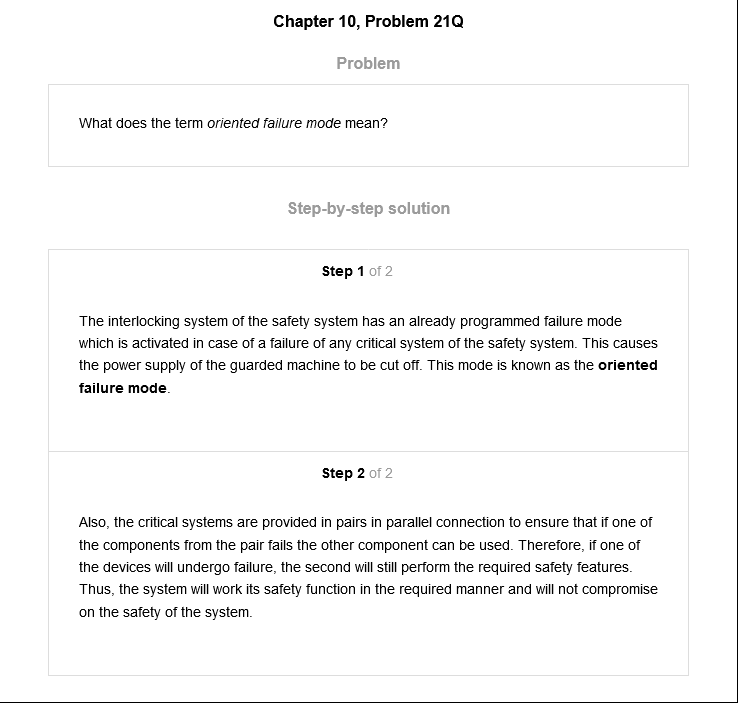 Chapter 10, Problem 21Q
Problem
What does the term oriented failure mode mean?
Step-by-step solution
Step 1 of 2
The interlocking system of the safety system has an already programmed failure mode
which is activated in case of a failure of any critical system of the safety system. This causes
the power supply of the guarded machine to be cut off. This mode is known as the oriented
failure mode.
Step 2 of 2
Also, the critical systems are provided in pairs in parallel connection to ensure that if one of
the components from the pair fails the other component can be used. Therefore, if one of
the devices will undergo failure, the second will still perform the required safety features.
Thus, the system will work its safety function in the required manner and will not compromise
on the safety of the system.